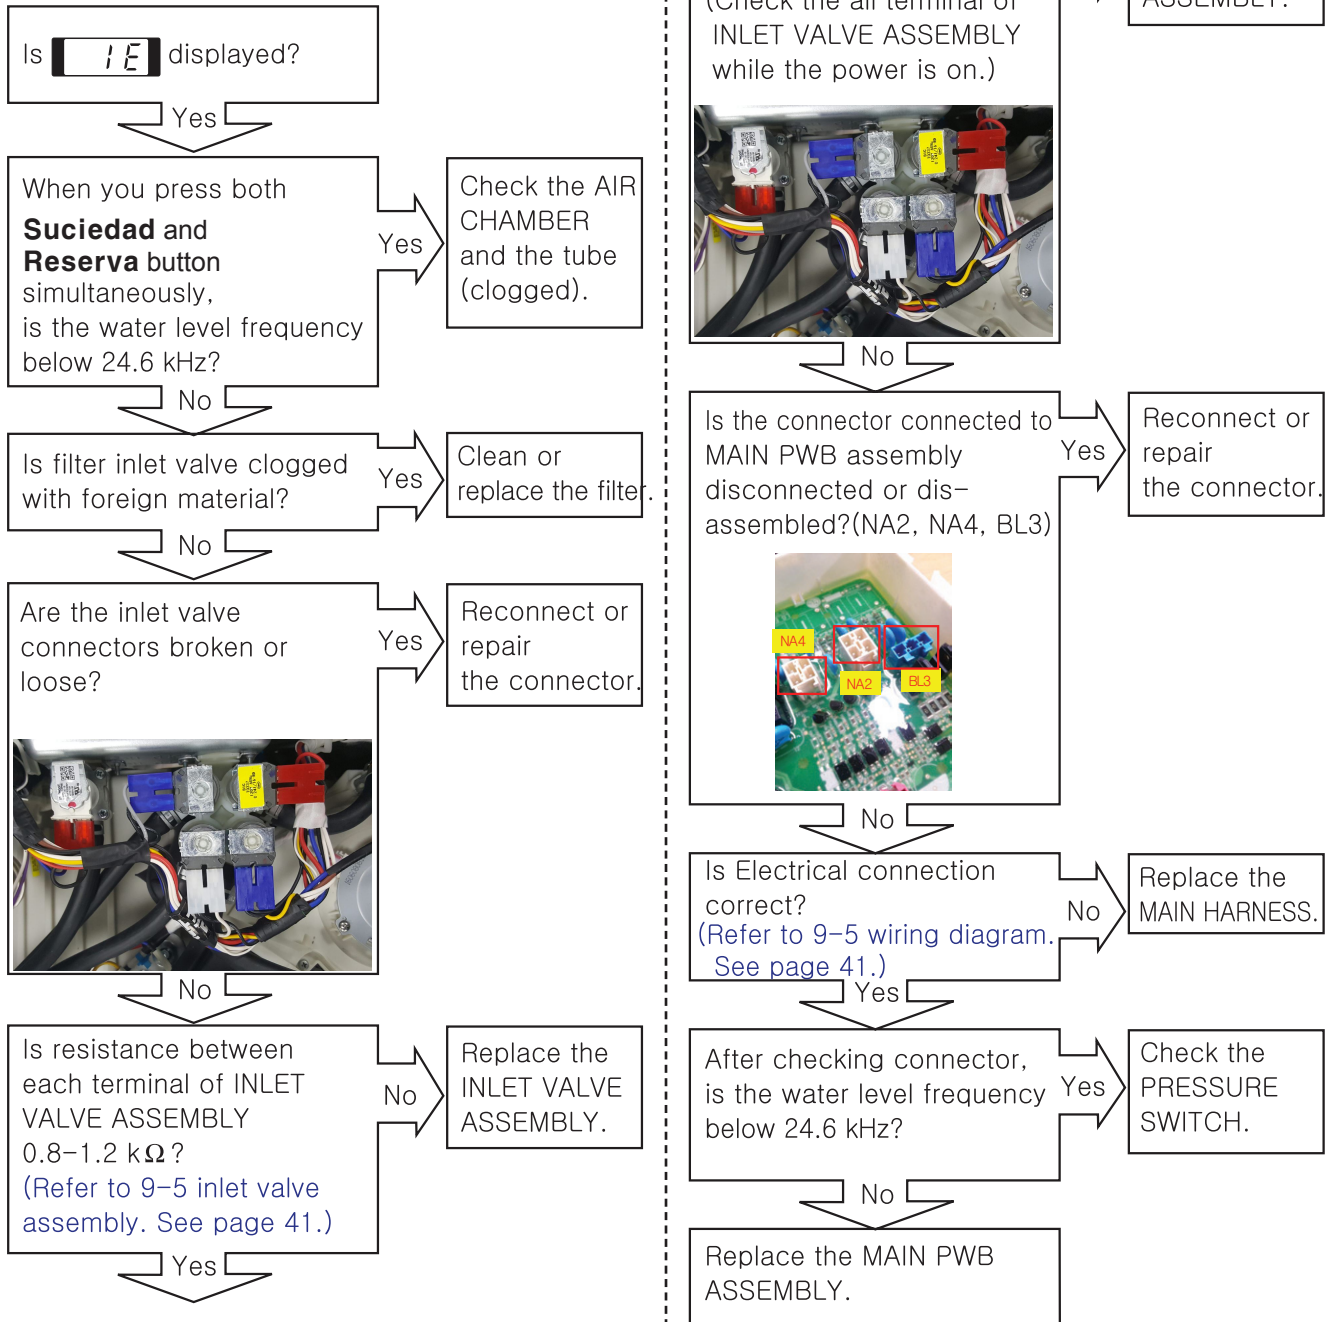 Is 1E displayed?
Yes
When you press both
Suciedad and
Reserva button
simultaneously,
is the water level frequency
below 24.6 kHz?
Yes
Check the AIR
CHAMBER
and the tube
(clogged).
No
Is filter inlet valve clogged
with foreign material?
Yes
Clean or
replace the filter.
No
Are the inlet valve
connectors broken or
loose?
Yes
Reconnect or
repair
the connector.
No
Is resistance between
each terminal of INLET
VALVE ASSEMBLY
0.8-1.2 kΩ?
(Refer to 9-5 inlet valve
assembly. See page 41.)
No
Replace the
INLET VALVE
ASSEMBLY.
Yes
(Check the all terminal of
INLET VALVE ASSEMBLY
while the power is on.)
ASSEMBLY.
No
Is the connector connected to
MAIN PWB assembly
disconnected or dis-
assembled?(NA2, NA4, BL3)
NA4
NA2
BL3
Yes
Reconnect or
repair
the connector.
No
Is Electrical connection
correct?
(Refer to 9-5 wiring diagram.
See page 41.)
No
Replace the
MAIN HARNESS.
Yes
After checking connector,
is the water level frequency
below 24.6 kHz?
Yes
Check the
PRESSURE
SWITCH.
No
Replace the MAIN PWB
ASSEMBLY.